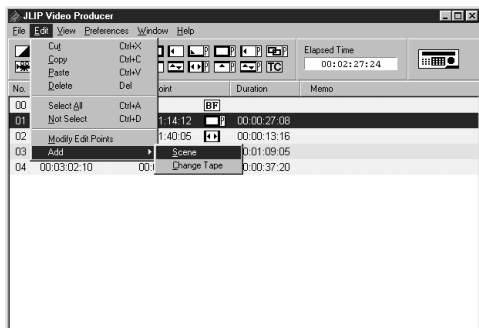 JLIP Video Producer
File Edit View Preferences Window Help
Cut Ctrl+X
Copy Ctrl+C
Paste Ctrl+V
Delete Del
Select All Ctrl+A
Not Select Ctrl+D
Modify Edit Points
Add
Scene
Change Tape
P P P P
P P P P TC
Elapsed Time
00:02:27:24
No. oint Duration Memo
00 BF
01 1:14:12 P 00:00:27:08
02 1:40:05 00:00:13:16
03 0:01:09:05
04 00:03:02:10 00: 0:00:37:20